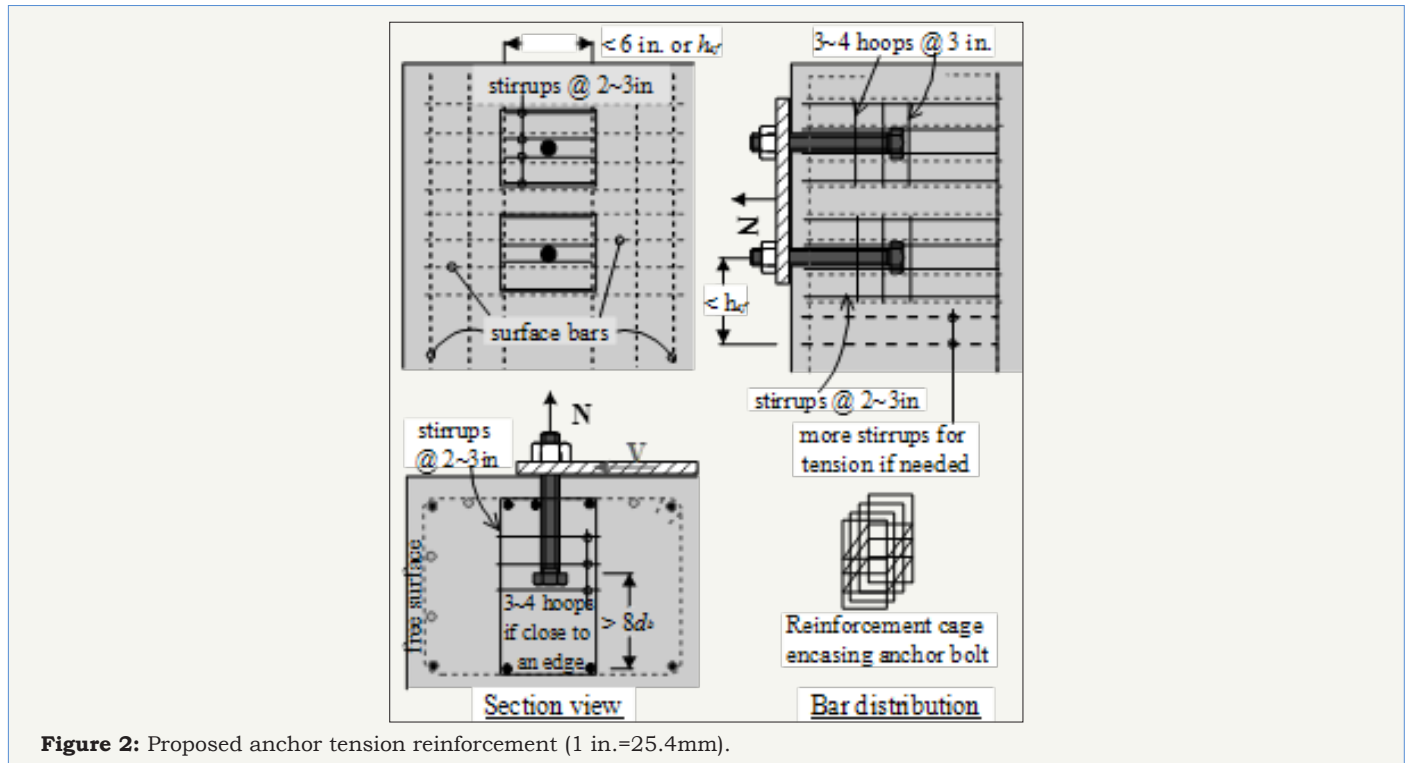 < 6 in. or hef
stirrups @ 2~3in
surface bars
3~4 hoops @ 3 in.
N
< hef
stirrups @ 2~3in
more stirrups for
tension if needed
stirrups
@ 2~3in
N
V
free surface
3~4 hoops
if close to
an edge
> 8db
Section view
Reinforcement cage
encasing anchor bolt
Bar distribution
Figure 2: Proposed anchor tension reinforcement (1 in.=25.4mm).